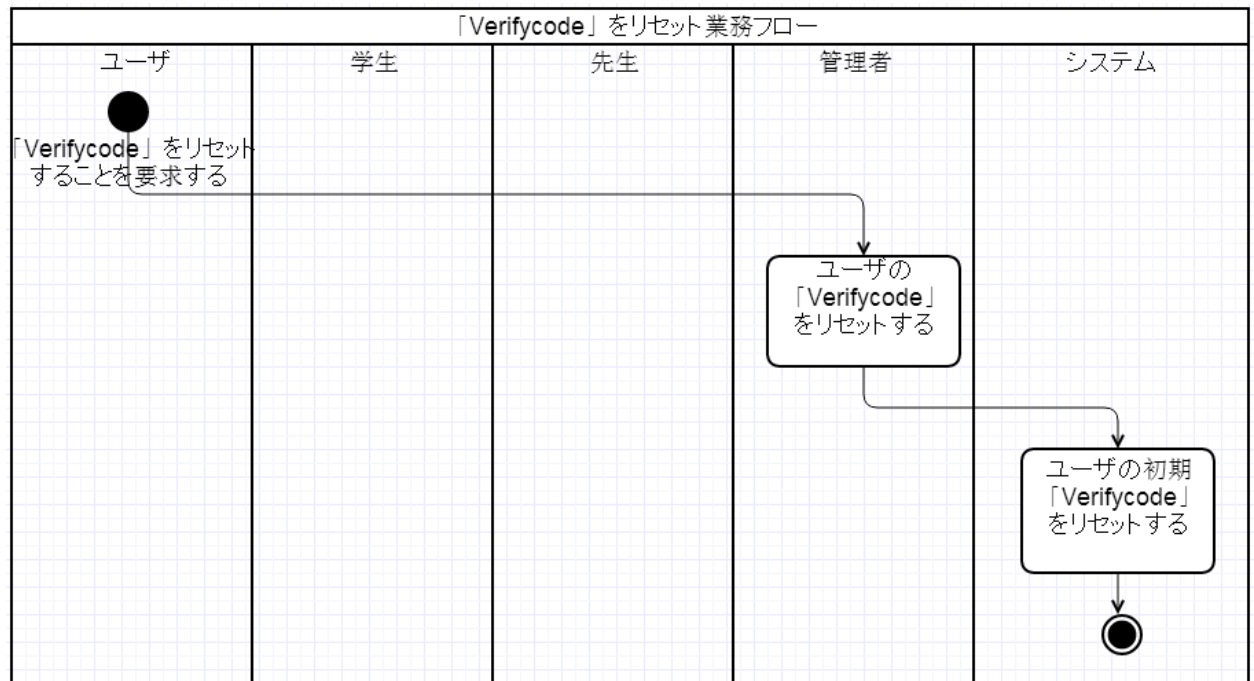 「Verifycode」をリセット業務フロー
ユーザ
学生
先生
管理者
システム
「Verifycode」をリセット
することを要求する
ユーザの
「Verifycode」
をリセットする
ユーザの初期
「Verifycode」
をリセットする